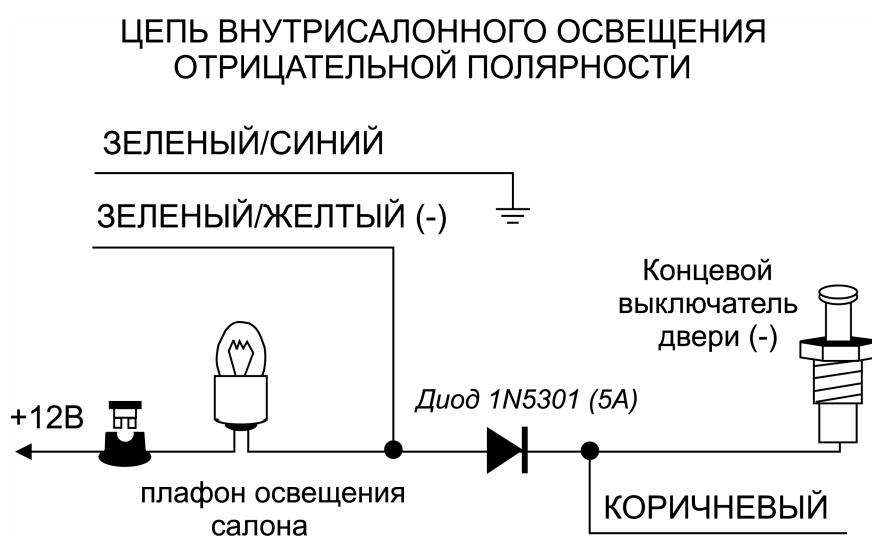 ЦЕПЬ ВНУТРИСАЛОННОГО ОСВЕЩЕНИЯ
ОТРИЦАТЕЛЬНОЙ ПОЛЯРНОСТИ
ЗЕЛЕНЫЙ/СИНИЙ
ЗЕЛЕНЫЙ/ЖЕЛТЫЙ (-)
Концевой
выключатель
двери (-)
+12В
Диод 1N5301 (5А)
плафон освещения
салона
КОРИЧНЕВЫЙ